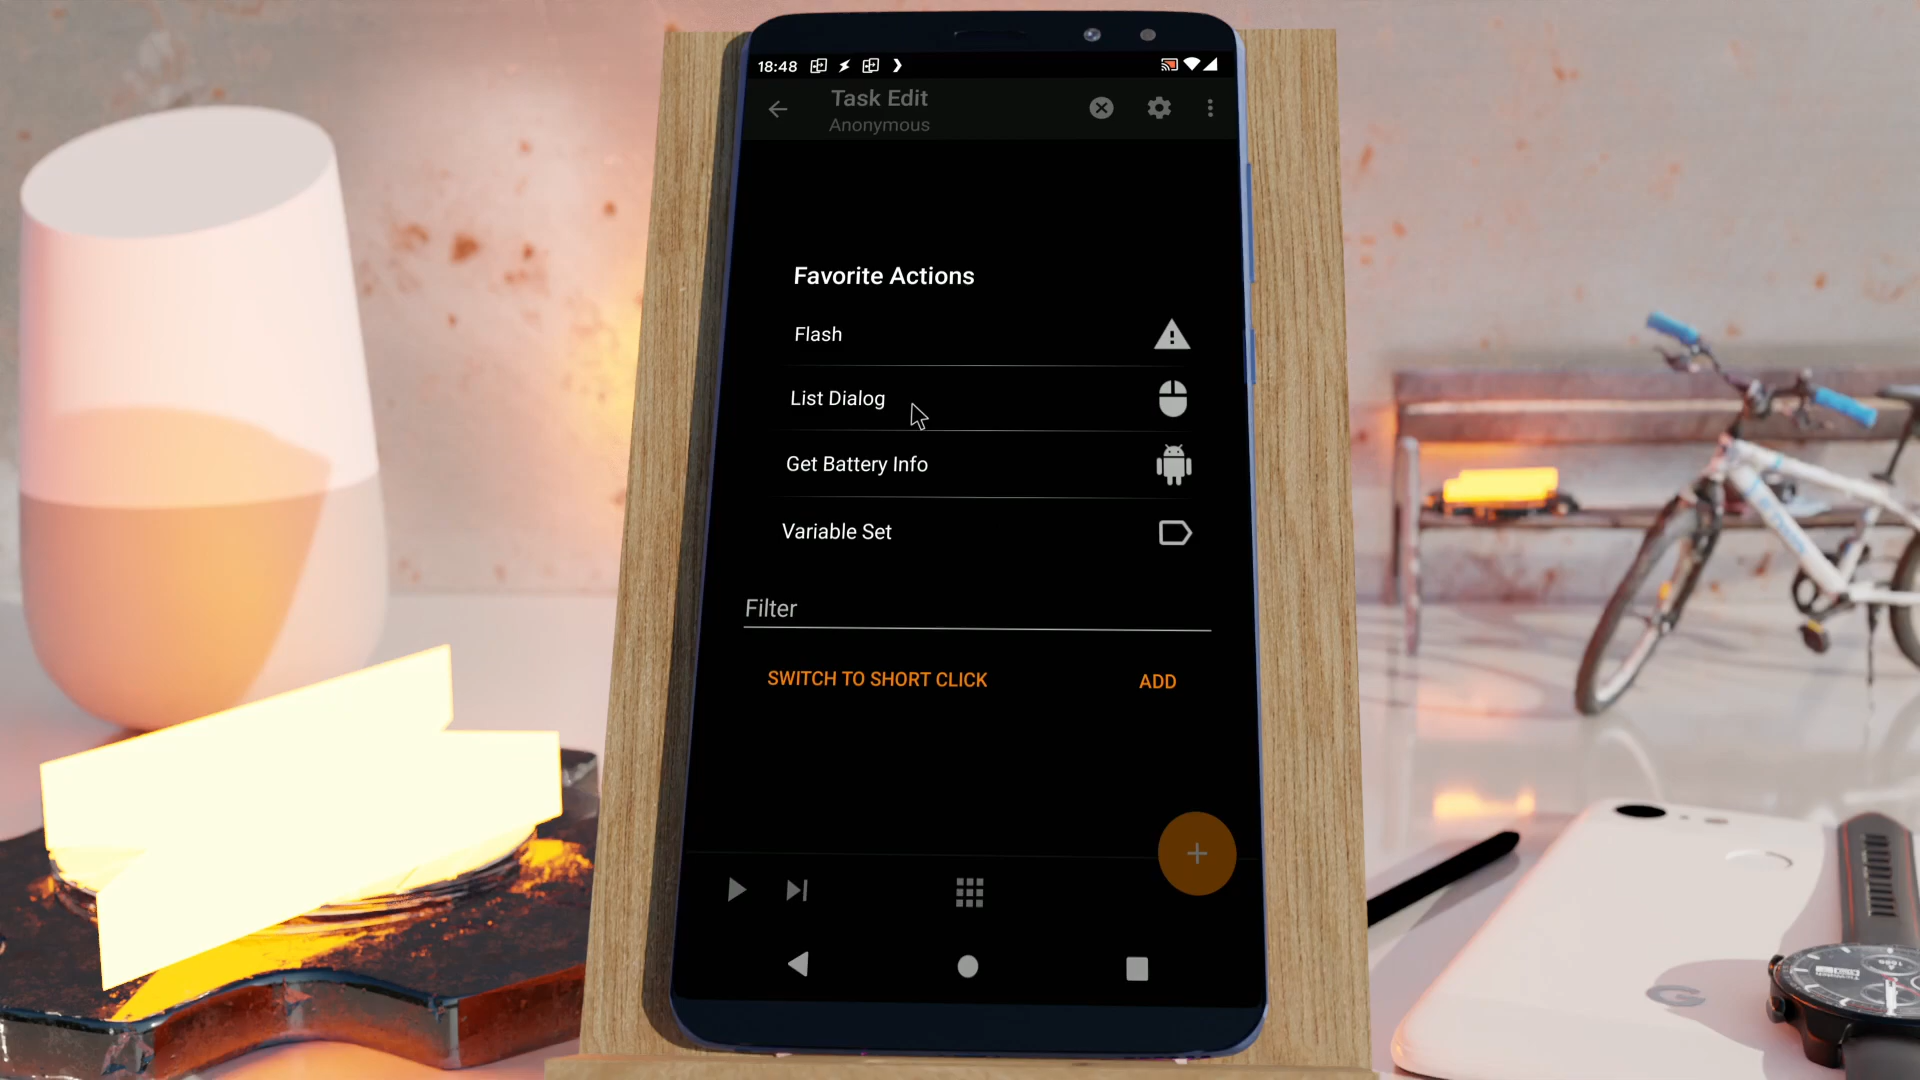 18:48
Task Edit
Anonymous
Favorite Actions
Flash
List Dialog
Get Battery Info
Variable Set
Filter
SWITCH TO SHORT CLICK
ADD
G